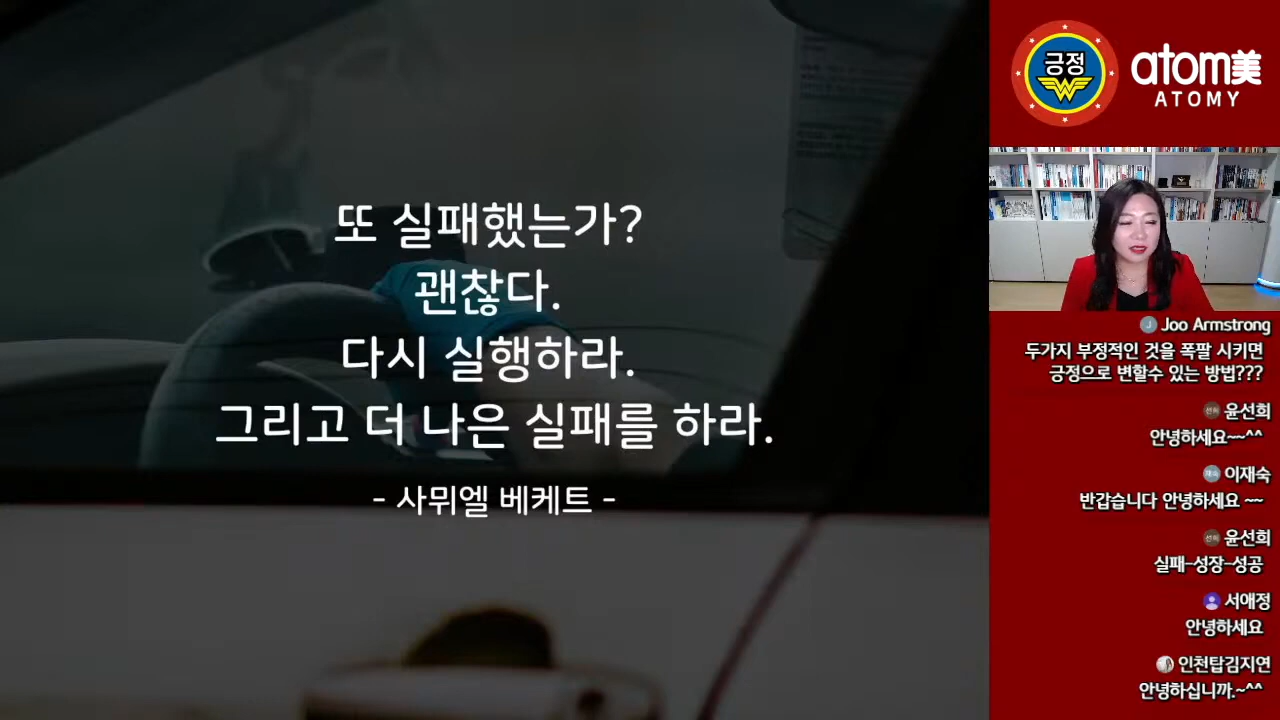 또 실패했는가?
괜찮다.
다시 실행하라.
그리고 더 나은 실패를 하라.
- 사뮈엘 베케트 -
긍정
W
atom美
ATOMY
J Joo Armstrong
두가지 부정적인 것을 폭팔 시키면
긍정으로 변할수 있는 방법???
선희 윤선희
안녕하세요~~^^
재숙 이재숙
반갑습니다 안녕하세요 ~~
선희 윤선희
실패-성장-성공
서애정
안녕하세요
인천탑김지연
안녕하십니까.~^^